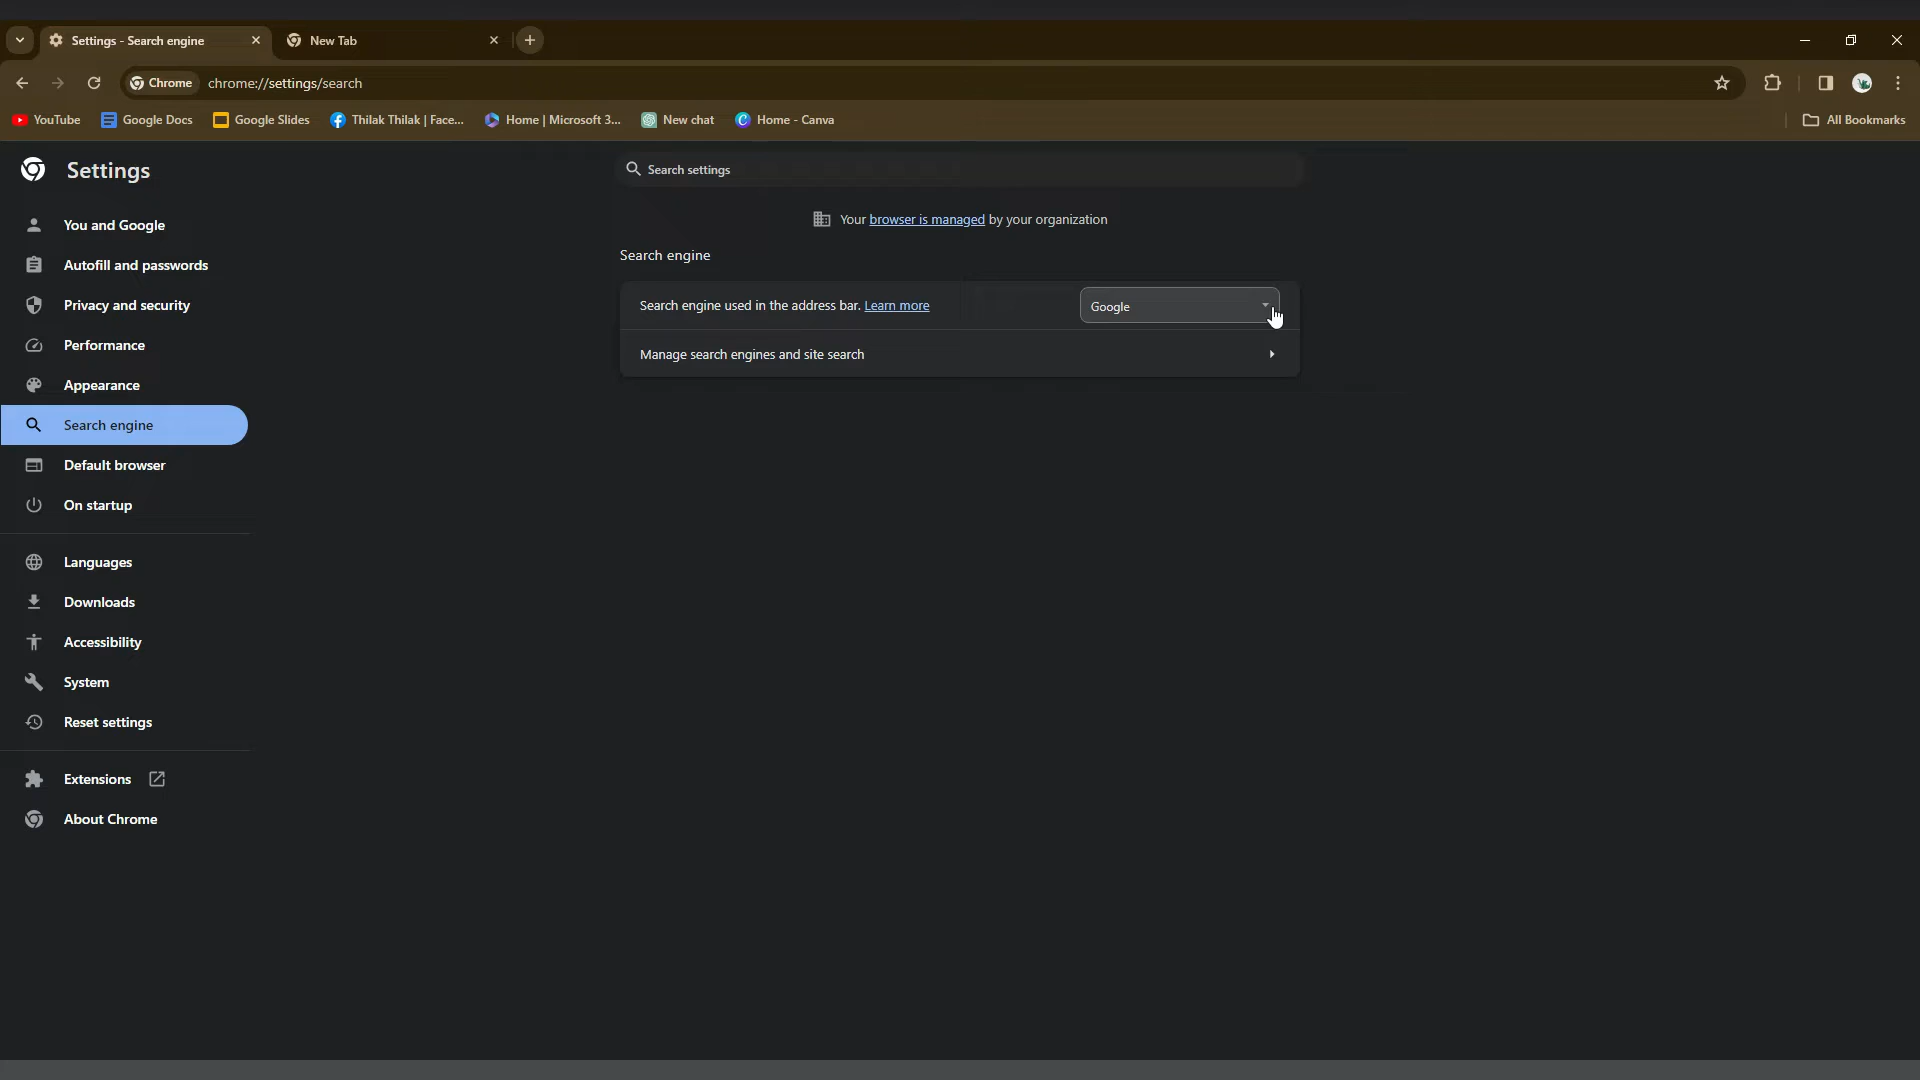 Settings - Search engine
New Tab
Chrome
chrome://settings/search
YouTube
Google Docs
Google Slides
Thilak Thilak | Face...
Home | Microsoft 3...
New chat
Home - Canva
All Bookmarks
Settings
Search settings
Your browser is managed by your organization
You and Google
Autofill and passwords
Privacy and security
Performance
Appearance
Search engine
Default browser
On startup
Languages
Downloads
Accessibility
System
Reset settings
Extensions
About Chrome
Search engine
Search engine used in the address bar. Learn more
Google
Manage search engines and site search